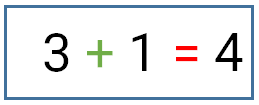 3 + 1 = 4